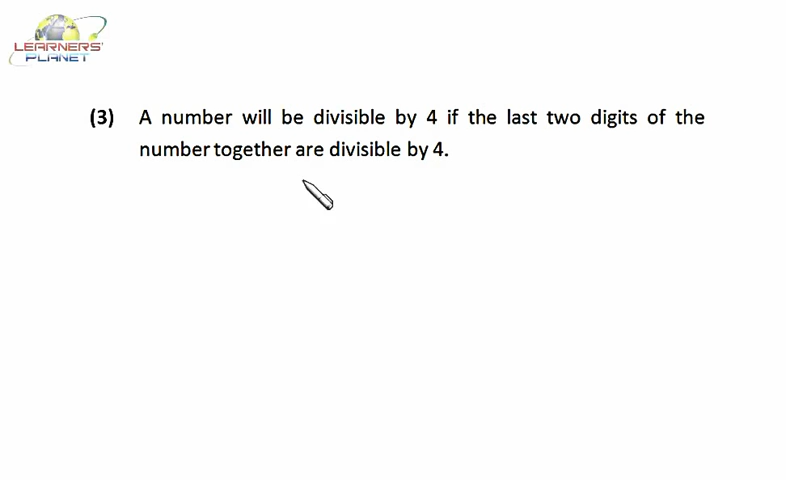 LEARNERS'
PLANET
(3) A number will be divisible by 4 if the last two digits of the
number together are divisible by 4.